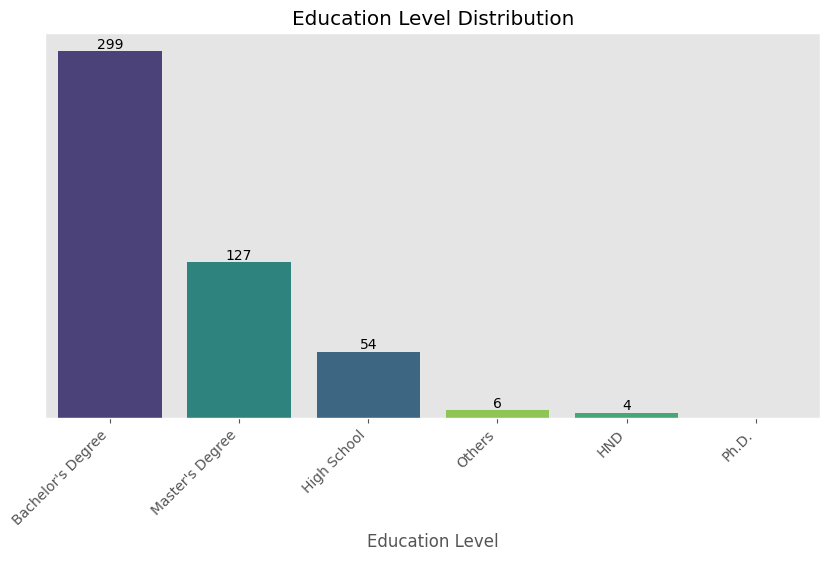 Education Level Distribution
299
127
54
6
4
Bachelor's Degree
Master's Degree
High School
Others
HND
Ph.D.
Education Level